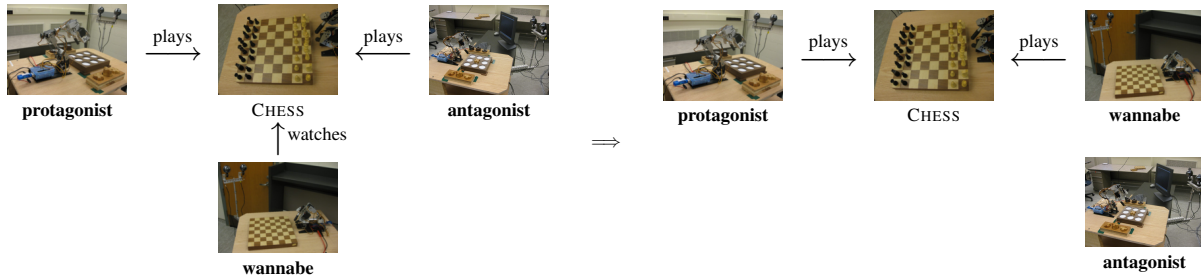 plays
plays
protagonist
CHESS
antagonist
watches
wannabe
⟹
plays
plays
protagonist
CHESS
wannabe
antagonist